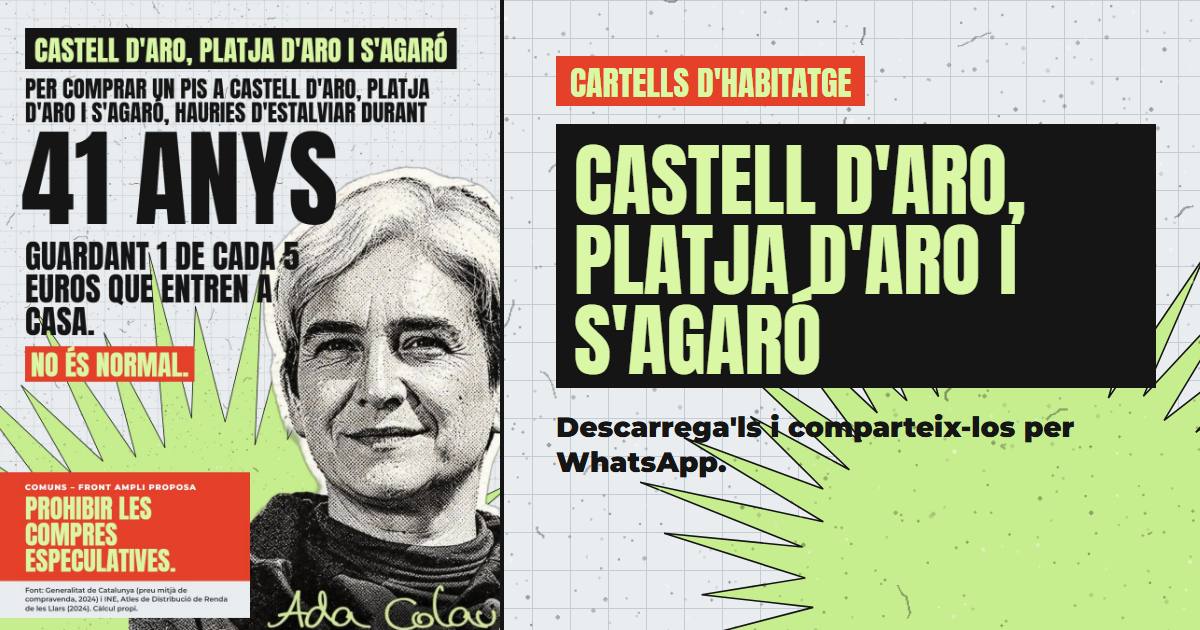 CASTELL D'ARO, PLATJA D'ARO I S'AGARÓ
PER COMPRAR UN PIS A CASTELL D'ARO, PLATJA
D'ARO I S'AGARÓ, HAURIES D'ESTALVIAR DURANT
41 ANYS
GUARDANT 1 DE CADA 5
EUROS QUE ENTREN A
CASA.
NO ÉS NORMAL.
COMUNS – FRONT AMPLI PROPOSA
PROHIBIR LES
COMPRES
ESPECULATIVES.
Font: Generalitat de Catalunya (preu mitjà de
compravenda, 2024) i INE, Atles de Distribució de Renda
de les Llars (2024). Càlcul propi.
Ada Colau
CARTELLS D'HABITATGE
CASTELL D'ARO,
PLATJA D'ARO I
S'AGARÓ
Descarrega'ls i comparteix-los per
WhatsApp.